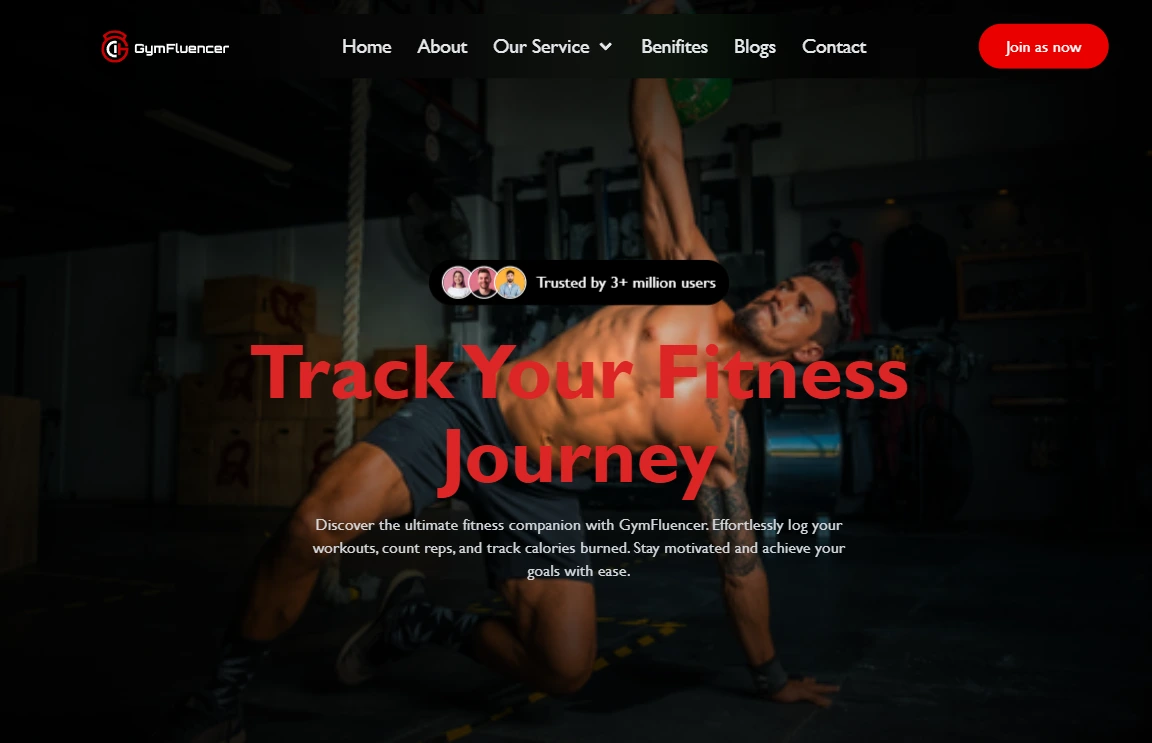 GymFluencer
Home About Our Service Benifites Blogs Contact
Join as now
Trusted by 3+ million users
Track Your Fitness
Journey
Discover the ultimate fitness companion with GymFluencer. Effortlessly log your
workouts, count reps, and track calories burned. Stay motivated and achieve your
goals with ease.